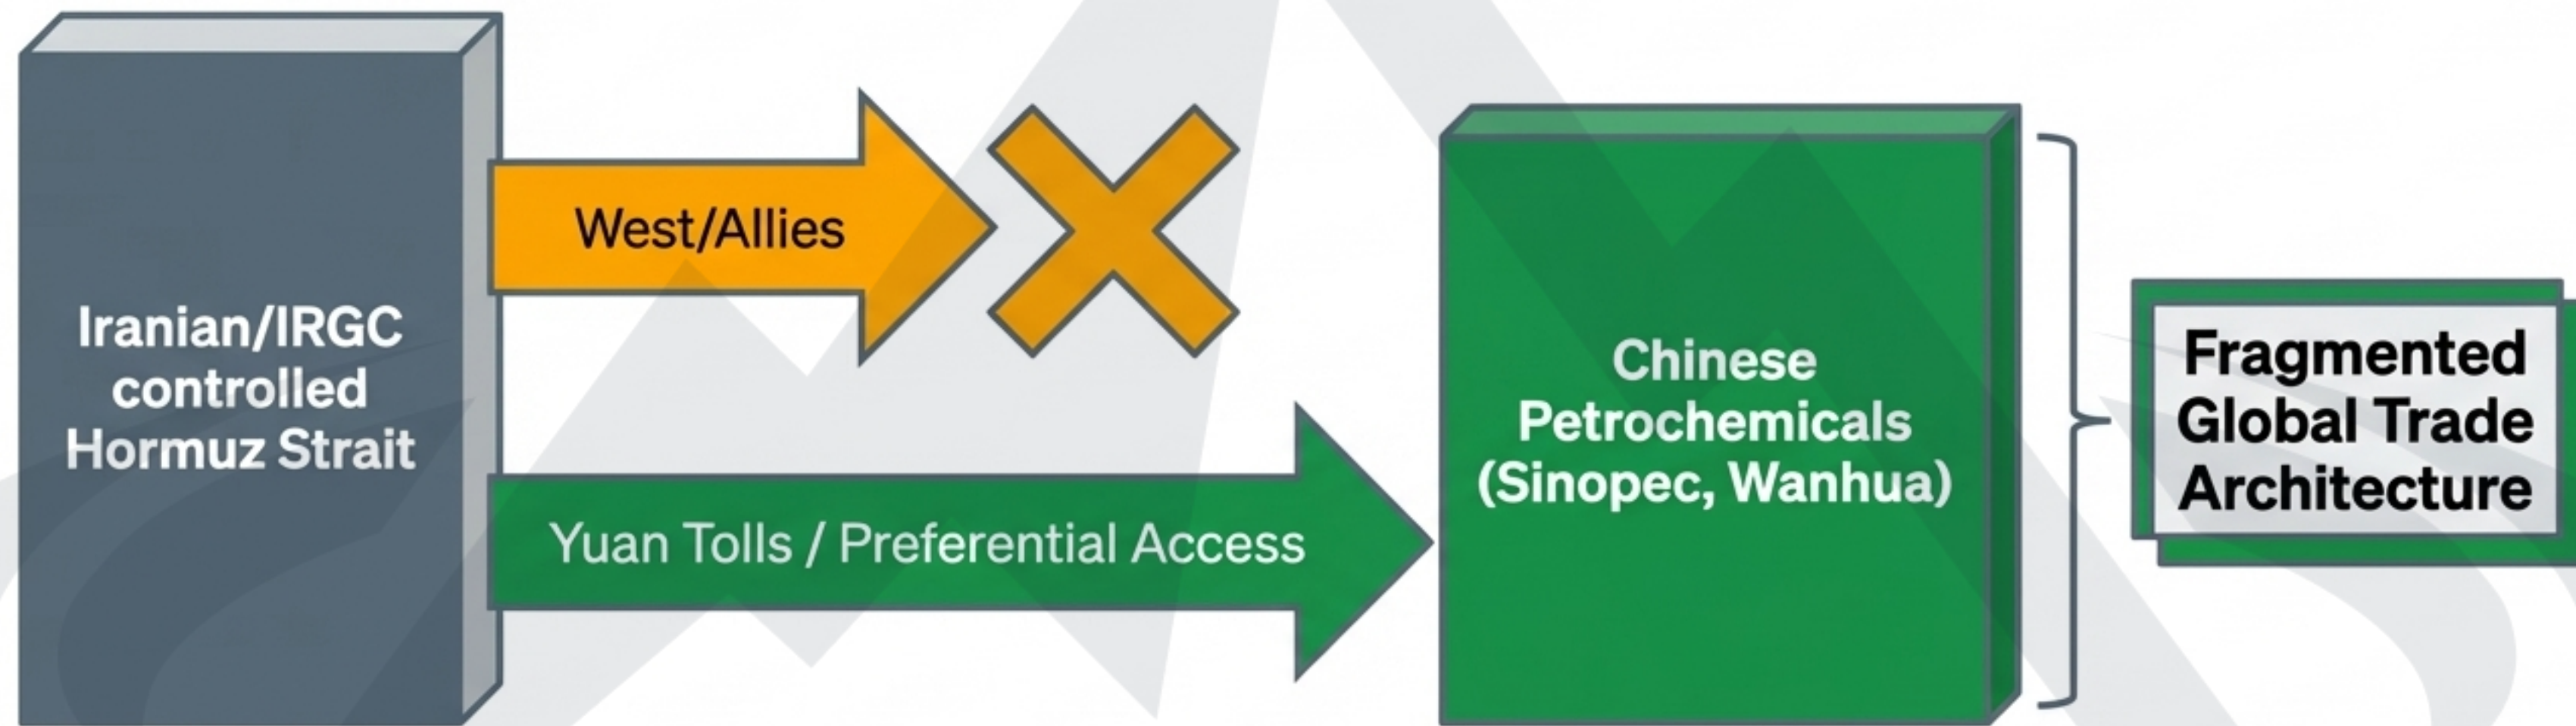 Iranian/IRGC
controlled
Hormuz Strait
West/Allies
Yuan Tolls / Preferential Access
Chinese
Petrochemicals
(Sinopec, Wanhua)
Fragmented
Global Trade
Architecture